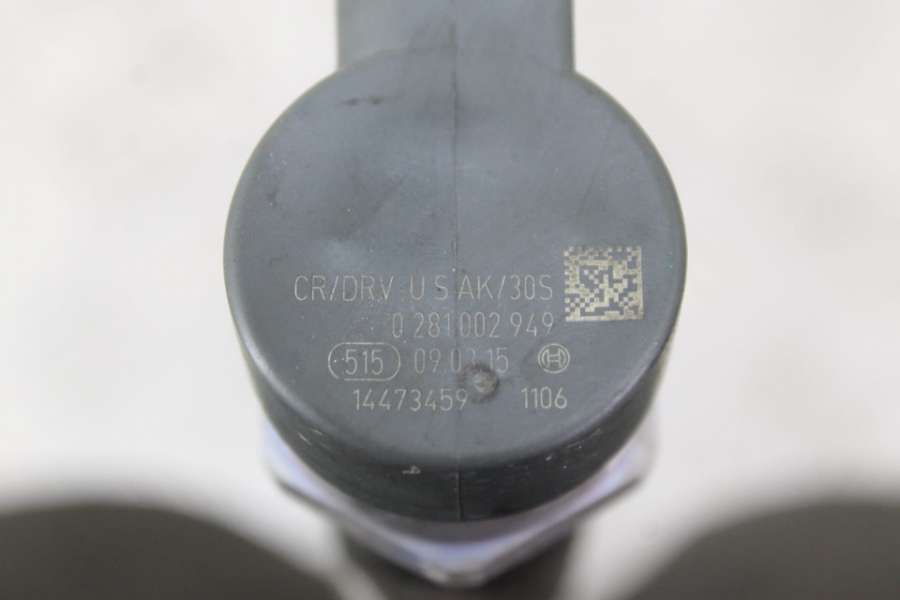 CR/DRV U S AK/30S
0 281 002 949
515 09.03.15
14473459 1106